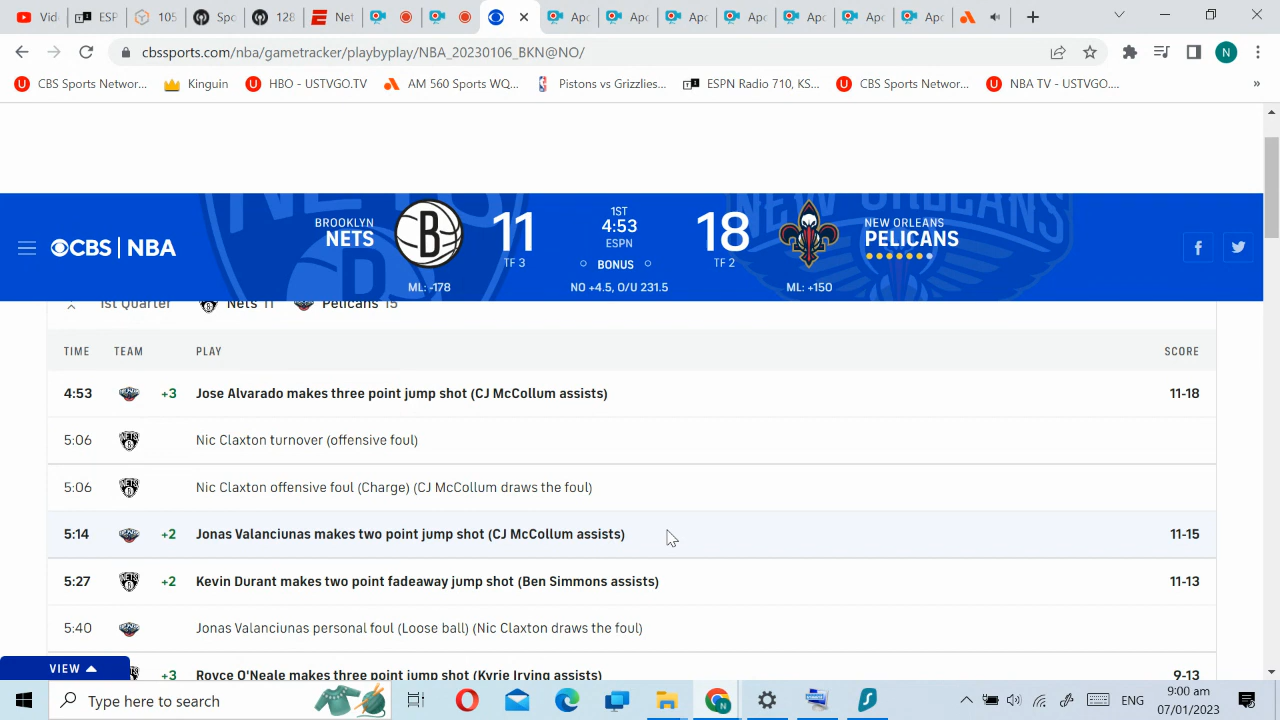 Vid
ESP
105
Spo
128
Net
Apo
Apo
Apo
Apo
Apo
Apo
Apo
cbssports.com/nba/gametracker/playbyplay/NBA_20230106_BKN@NO/
N
CBS Sports Networ...
Kinguin
HBO - USTVGO.TV
AM 560 Sports WQ...
Pistons vs Grizzlies...
ESPN Radio 710, KS...
CBS Sports Networ...
NBA TV - USTVGO....
»
CBS | NBA
BROOKLYN
NETS
B
11
TF 3
1ST
4:53
ESPN
BONUS
18
TF 2
NEW ORLEANS
PELICANS
ML: -178
NO +4.5, O/U 231.5
ML: +150
1st Quarter Nets 11 Pelicans 15
TIME TEAM PLAY SCORE
4:53 +3 Jose Alvarado makes three point jump shot (CJ McCollum assists) 11-18
5:06 Nic Claxton turnover (offensive foul)
5:06 Nic Claxton offensive foul (Charge) (CJ McCollum draws the foul)
5:14 +2 Jonas Valanciunas makes two point jump shot (CJ McCollum assists) 11-15
5:27 +2 Kevin Durant makes two point fadeaway jump shot (Ben Simmons assists) 11-13
5:40 Jonas Valanciunas personal foul (Loose ball) (Nic Claxton draws the foul)
+3 Royce O'Neale makes three point jump shot (Kyrie Irving assists) 9-13
VIEW
Type here to search
ENG
9:00 am
07/01/2023